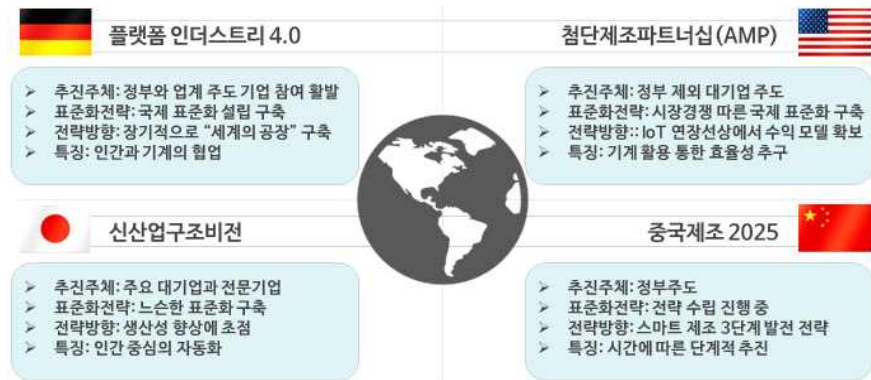 플랫폼 인더스트리 4.0
➢ 추진주체: 정부와 업계 주도 기업 참여 활발
➢ 표준화전략: 국제 표준화 설립 구축
➢ 전략방향: 장기적으로 “세계의 공장” 구축
➢ 특징: 인간과 기계의 협업
첨단제조파트너십(AMP)
➢ 추진주체: 정부 제외 대기업 주도
➢ 표준화전략: 시장경쟁 따른 국제 표준화 구축
➢ 전략방향:: IoT 연장선상에서 수익 모델 확보
➢ 특징: 기계 활용 통한 효율성 추구
신산업구조비전
➢ 추진주체: 주요 대기업과 전문기업
➢ 표준화전략: 느슨한 표준화 구축
➢ 전략방향: 생산성 향상에 초점
➢ 특징: 인간 중심의 자동화
중국제조 2025
➢ 추진주체: 정부주도
➢ 표준화전략: 전략 수립 진행 중
➢ 전략방향: 스마트 제조 3단계 발전 전략
➢ 특징: 시간에 따른 단계적 추진